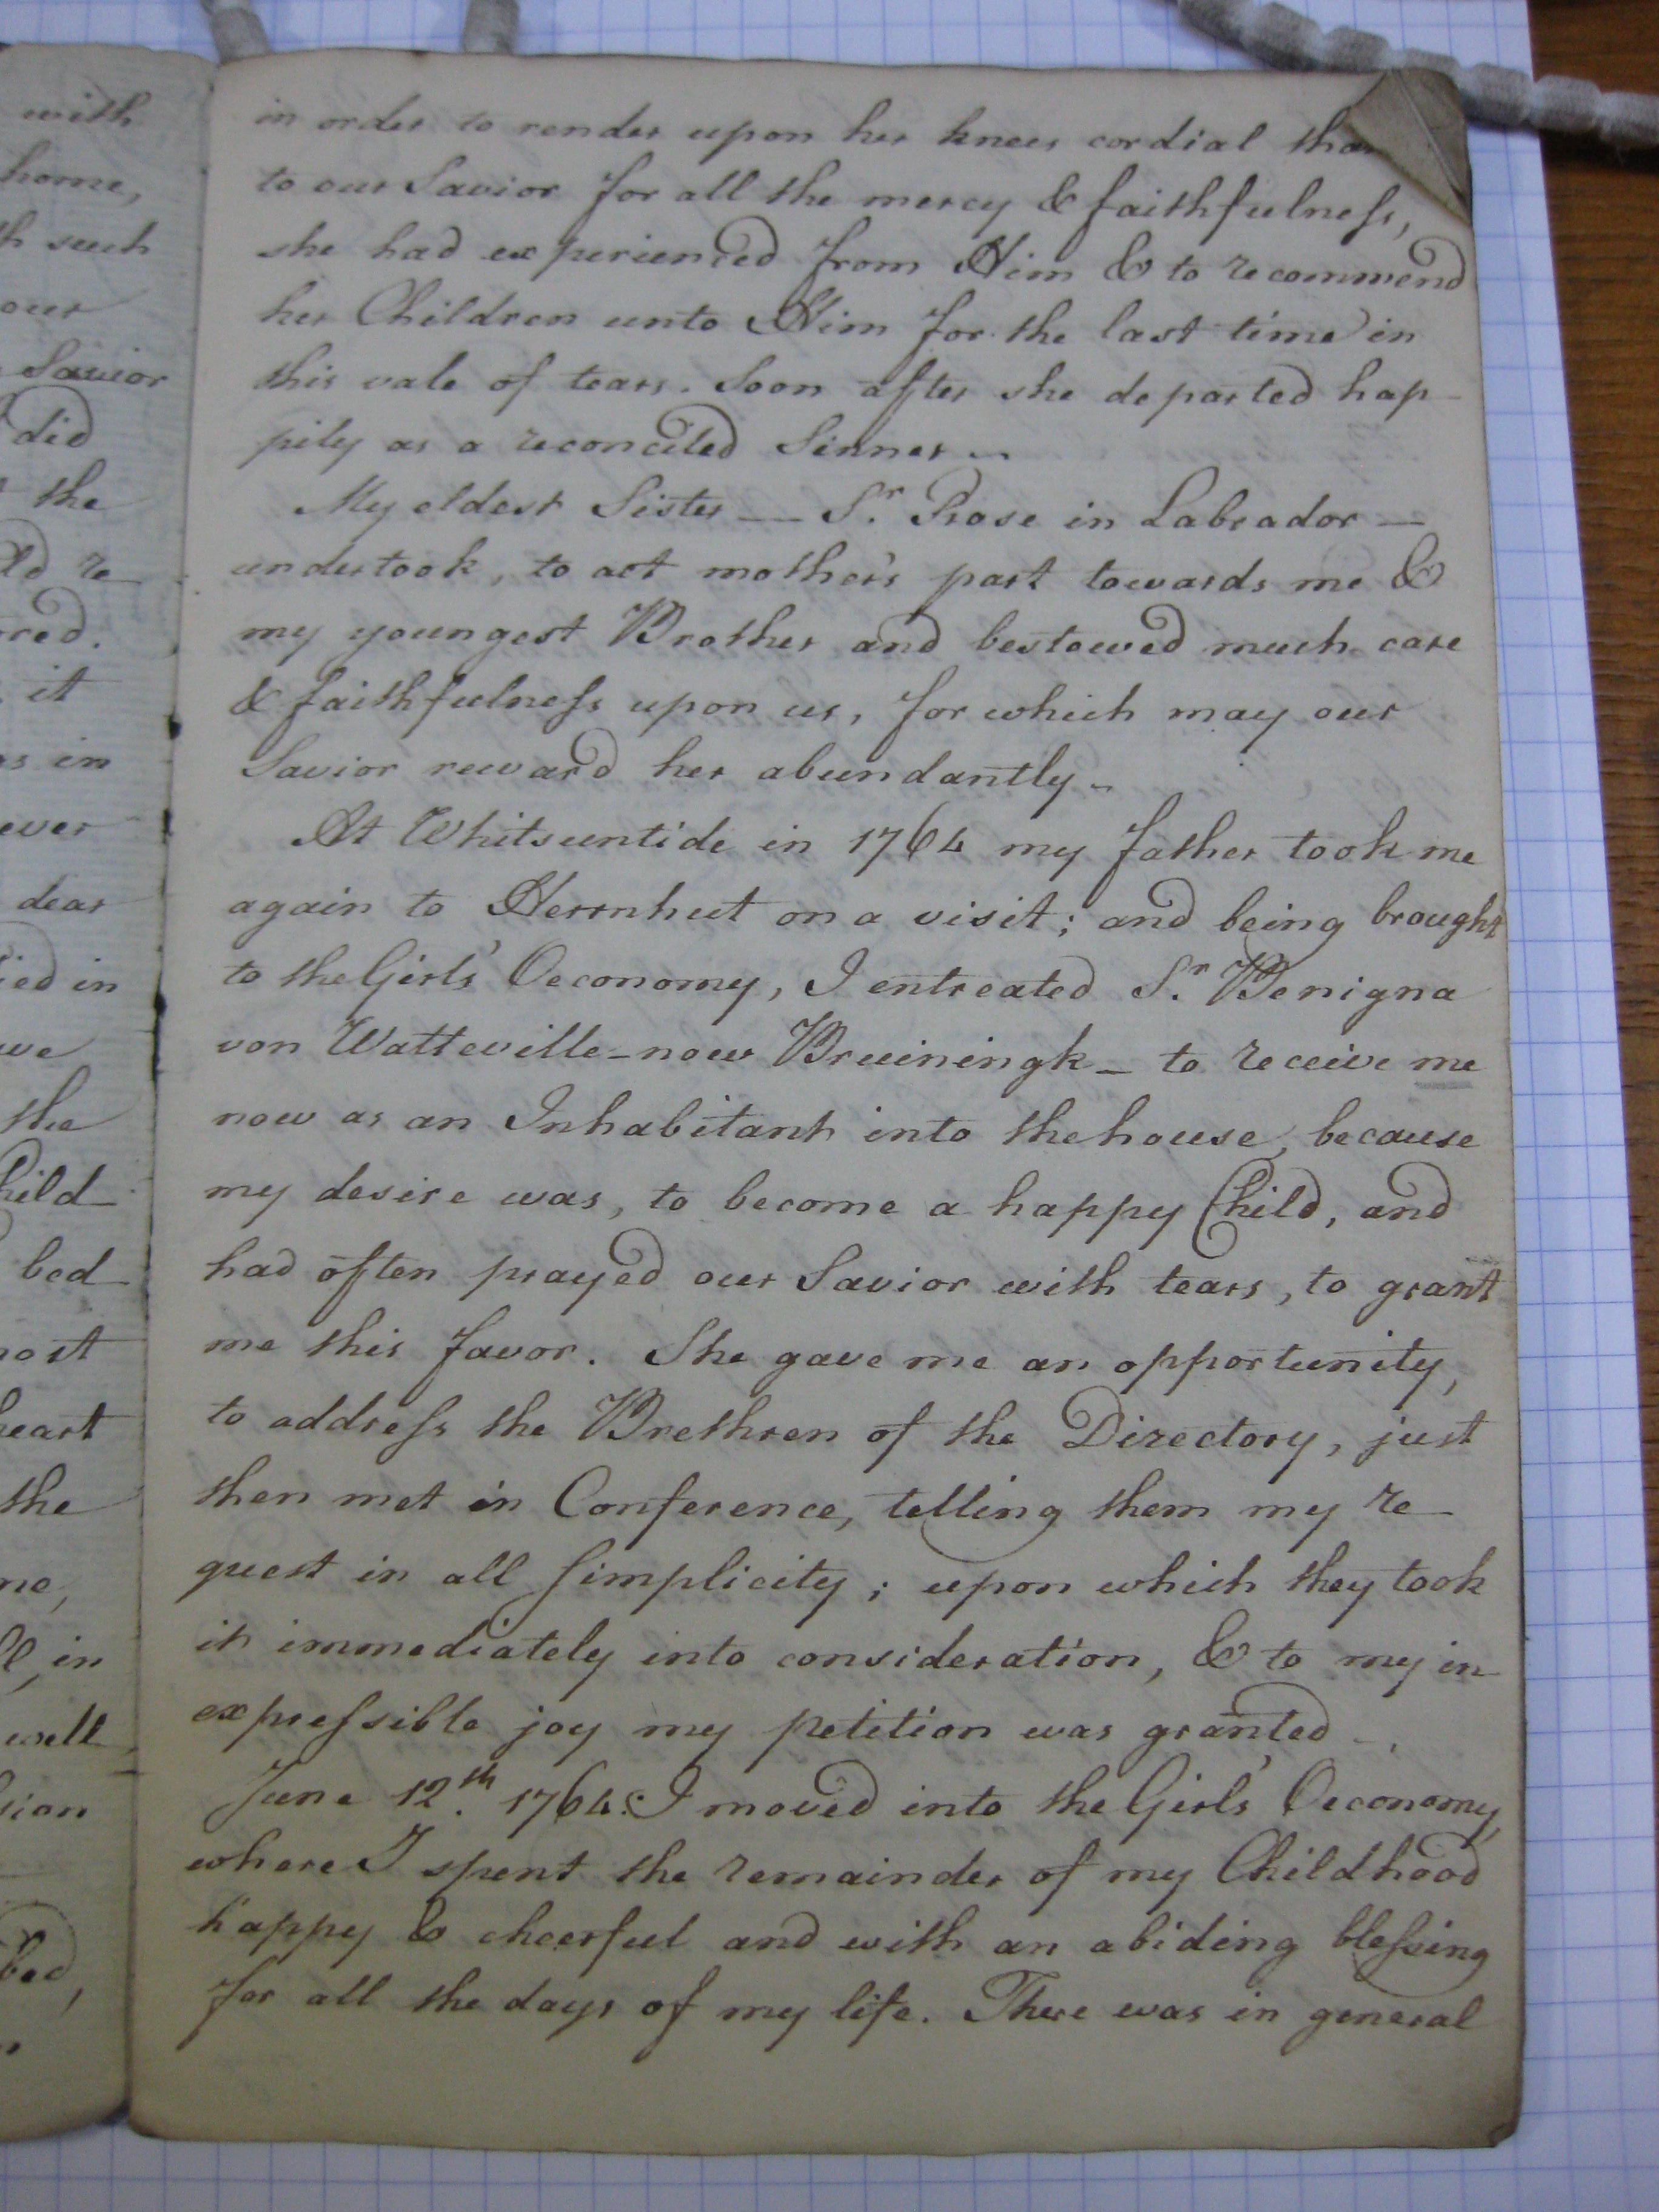 in order to render upon her knees cordial than
to our Savior for all the mercy & faithfulneſs,
she had experienced from Him & to recommend
her Children unto Him for the last time in
this vale of tears. Soon after she departed hap-
pily as a reconciled Sinner.
My eldest Sister — Sr. Rose in Labrador —
undertook, to act mother's part towards me &
my youngest Brother and bestowed much care
& faithfulneſs upon us, for which may our
Savior reward her abundantly.
At Whitsuntide in 1764 my father took me
again to Herrnhut on a visit; and being brought
to the Girls' Oeconomy, I entreated Sr. Benigna
von Watteville – now Bruiningk – to receive me
now as an Inhabitant into the house, because
my desire was, to become a happy Child, and
had often prayed our Savior with tears, to grant
me this favor. She gave me an opportunity,
to addreſs the Brethren of the Directory, just
then met in Conference, telling them my re-
quest in all ſimplicity; upon which they took
it immediately into consideration, & to my in-
expreſsible joy my petition was granted –.
June 12th. 1764: I moved into the Girls' Oeconomy,
where I spent the remainder of my Childhood
happy & cheerful and with an abiding bleſsing
for all the days of my life. There was in general
with
home,
such
our
Savior
did
the
re
red.
it
in
ever
dear
ied in
we
the
hild
bed
ost
heart
the
ne,
in
well
sion
bed,